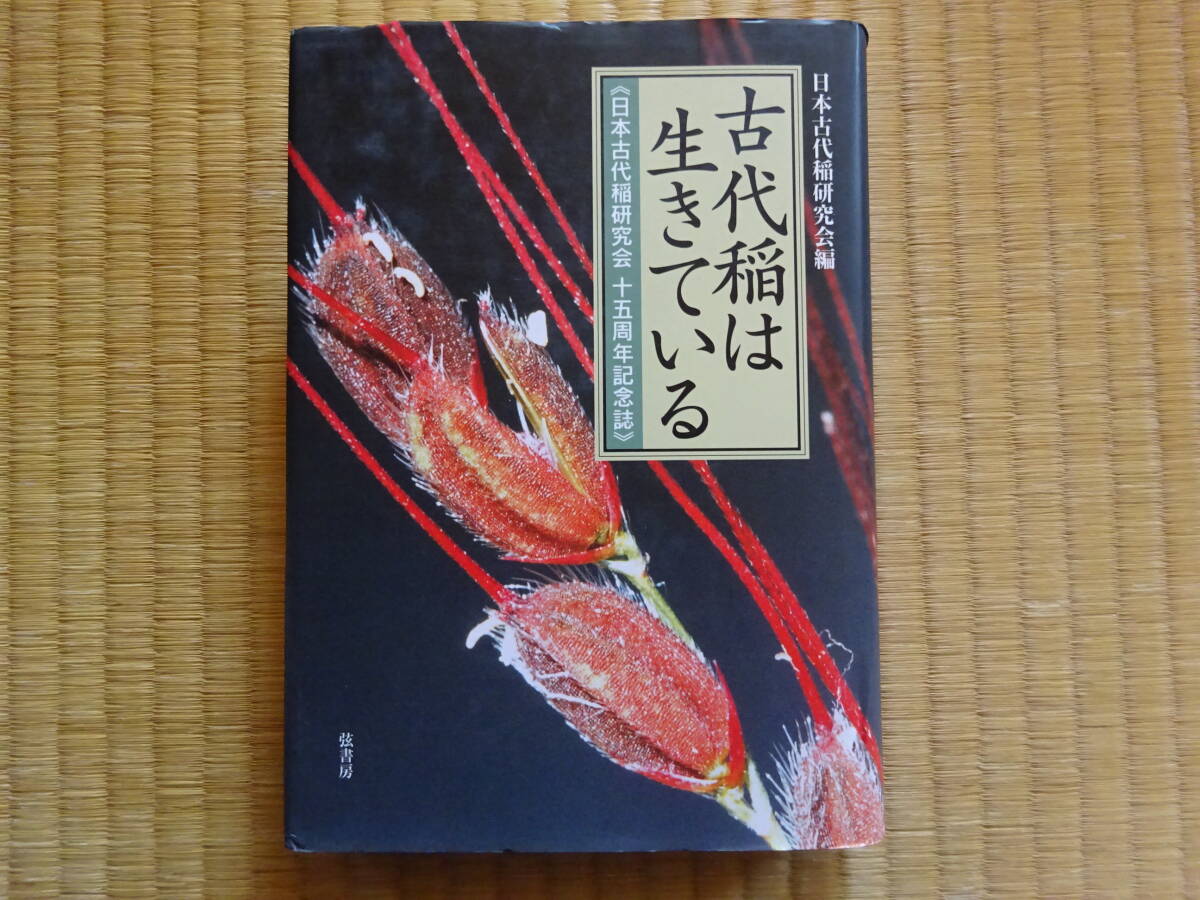 日本古代稲研究会編
古代稲は
生きている
《日本古代稲研究会 十五周年記念誌》
弦書房